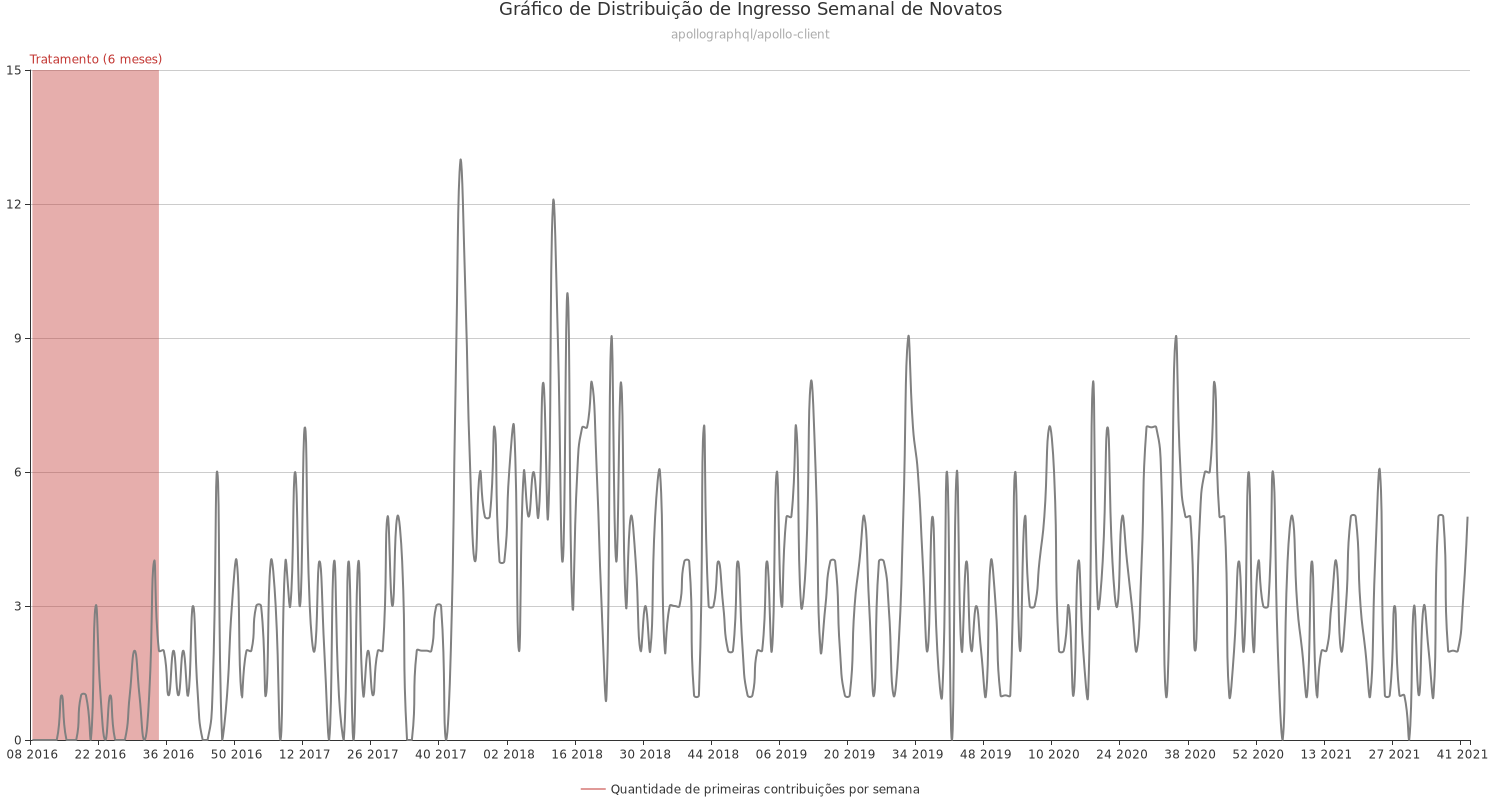 Gráfico de Distribuição de Ingresso Semanal de Novatos
apollographql/apollo-client
Tratamento (6 meses)
15
12
9
6
3
0
08 2016 22 2016 36 2016 50 2016 12 2017 26 2017 40 2017 02 2018 16 2018 30 2018 44 2018 06 2019 20 2019 34 2019 48 2019 10 2020 24 2020 38 2020 52 2020 13 2021 27 2021 41 2021
Quantidade de primeiras contribuições por semana